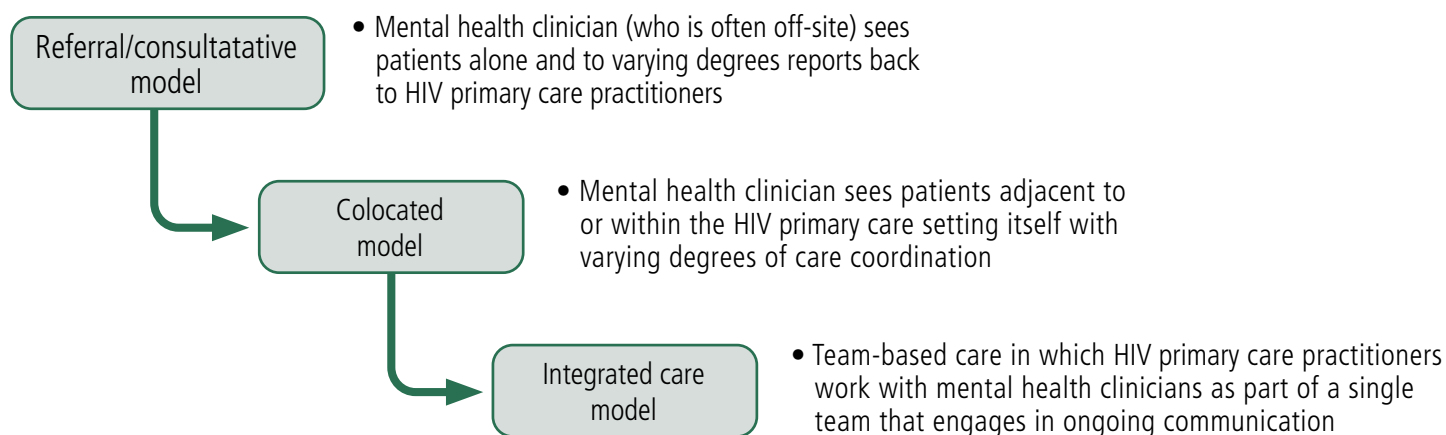 Referral/consultatative
model
• Mental health clinician (who is often off-site) sees
patients alone and to varying degrees reports back
to HIV primary care practitioners
Colocated
model
• Mental health clinician sees patients adjacent to
or within the HIV primary care setting itself with
varying degrees of care coordination
Integrated care
model
• Team-based care in which HIV primary care practitioners
work with mental health clinicians as part of a single
team that engages in ongoing communication